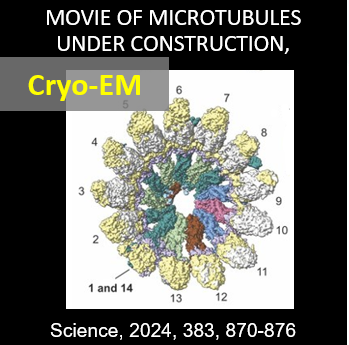 MOVIE OF MICROTUBULES
UNDER CONSTRUCTION,
Cryo-EM
5
6
7
4
8
3
9
10
2
11
1 and 14
13
12
Science, 2024, 383, 870-876